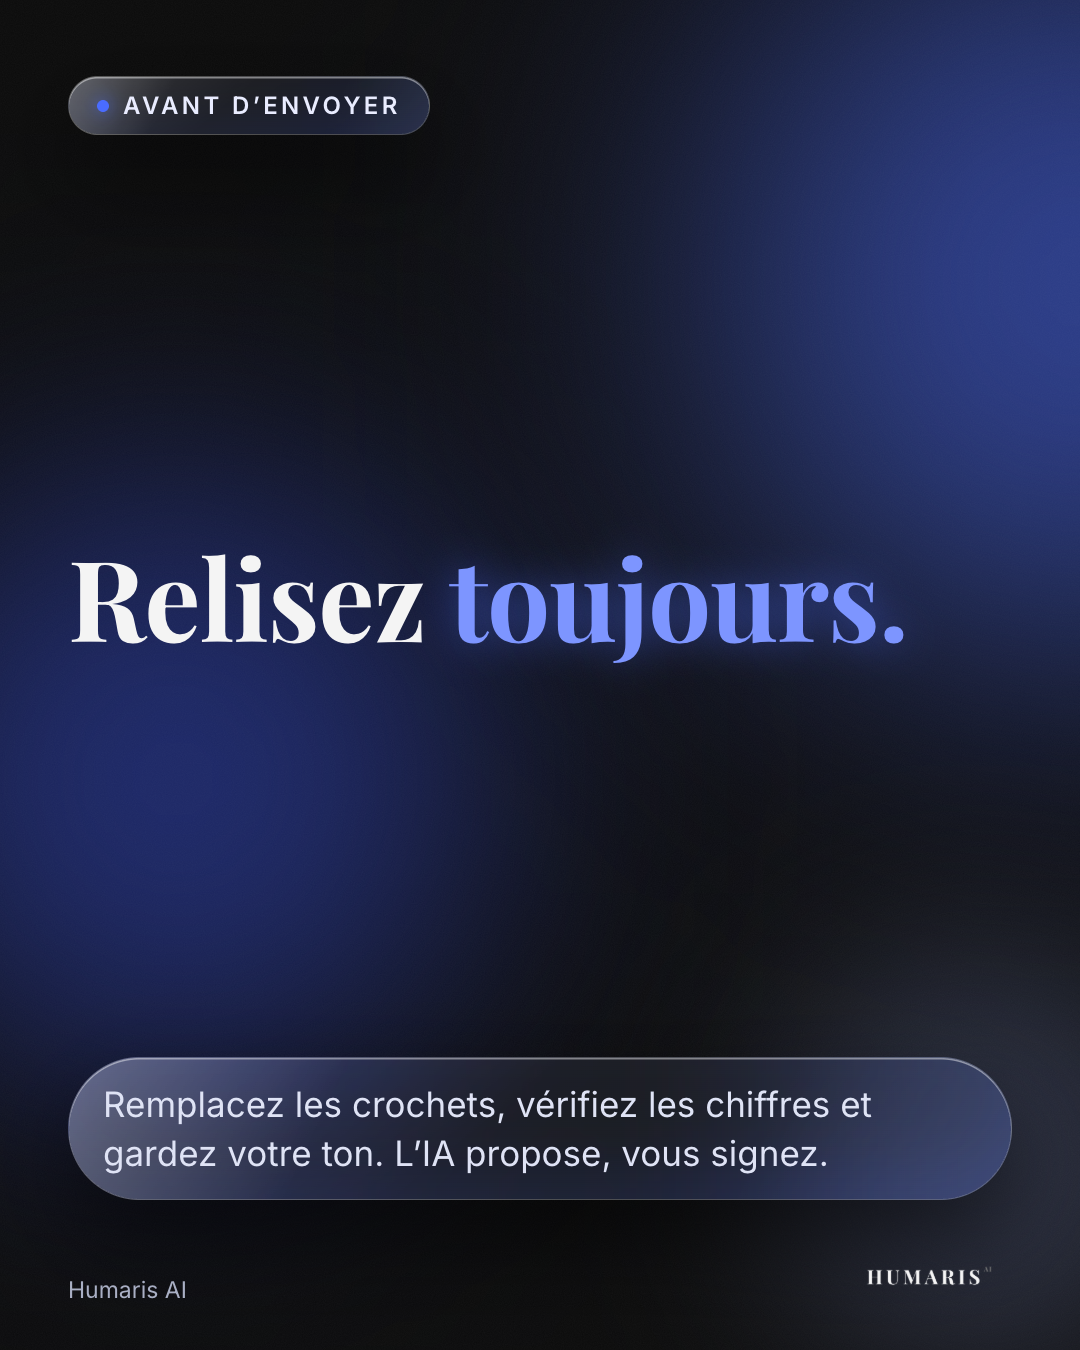 AVANT D’ENVOYER
Relisez toujours.
Remplacez les crochets, vérifiez les chiffres et
gardez votre ton. L’IA propose, vous signez.
Humaris AI
HUMARIS AI